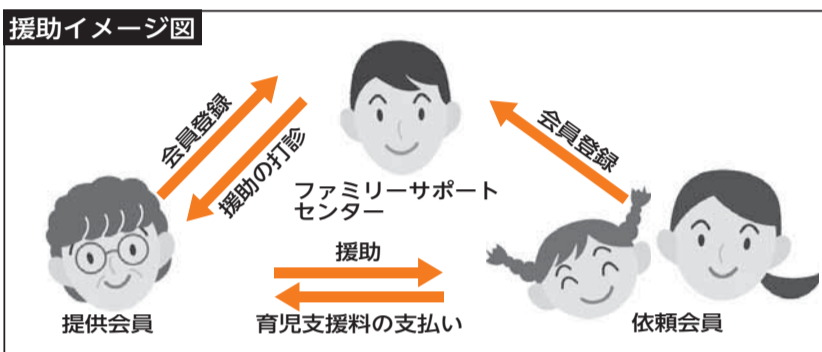 援助イメージ図
会員登録
援助の打診
会員登録
ファミリーサポート
センター
援助
育児支援料の支払い
提供会員
依頼会員